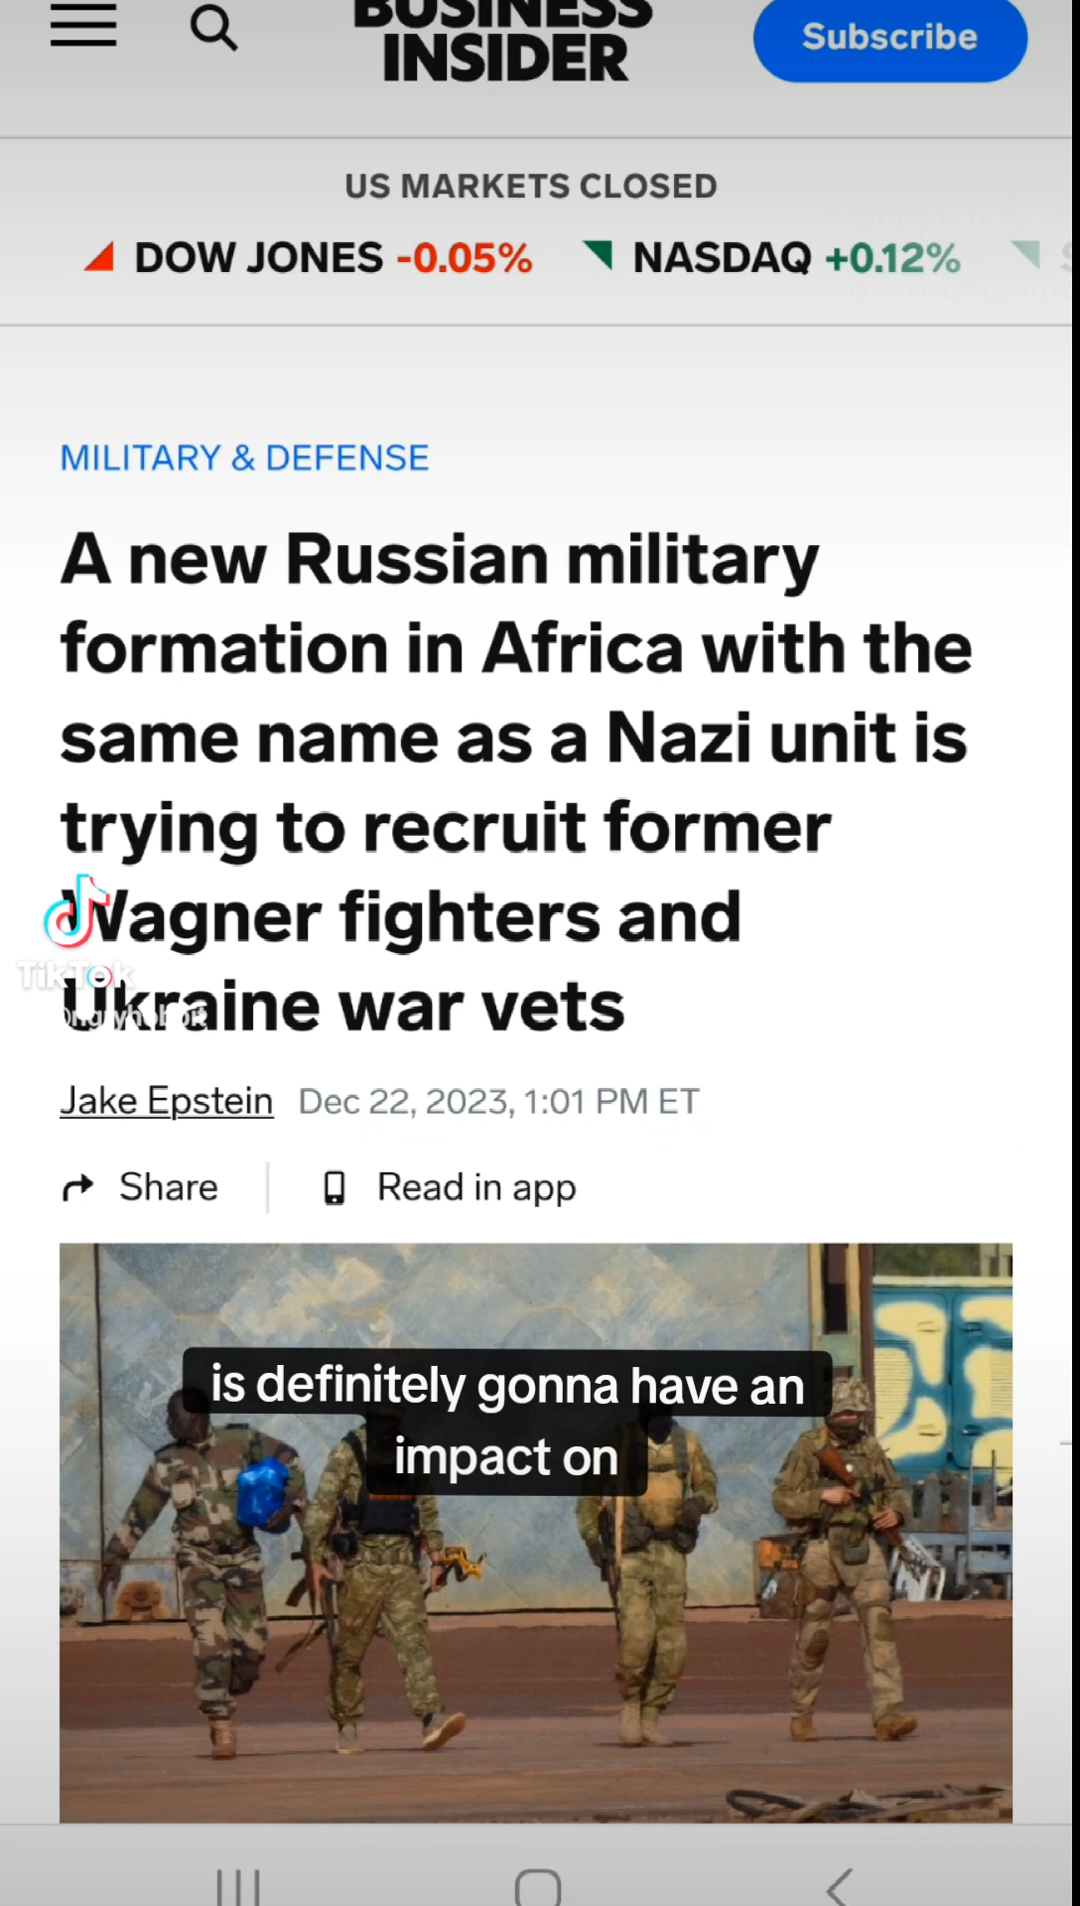 BUSINESS
INSIDER
Subscribe
US MARKETS CLOSED
DOW JONES -0.05% NASDAQ +0.12%
MILITARY & DEFENSE
A new Russian military
formation in Africa with the
same name as a Nazi unit is
trying to recruit former
Wagner fighters and
TikTok
Ukraine war vets
Jake Epstein Dec 22, 2023, 1:01 PM ET
Share Read in app
is definitely gonna have an
impact on